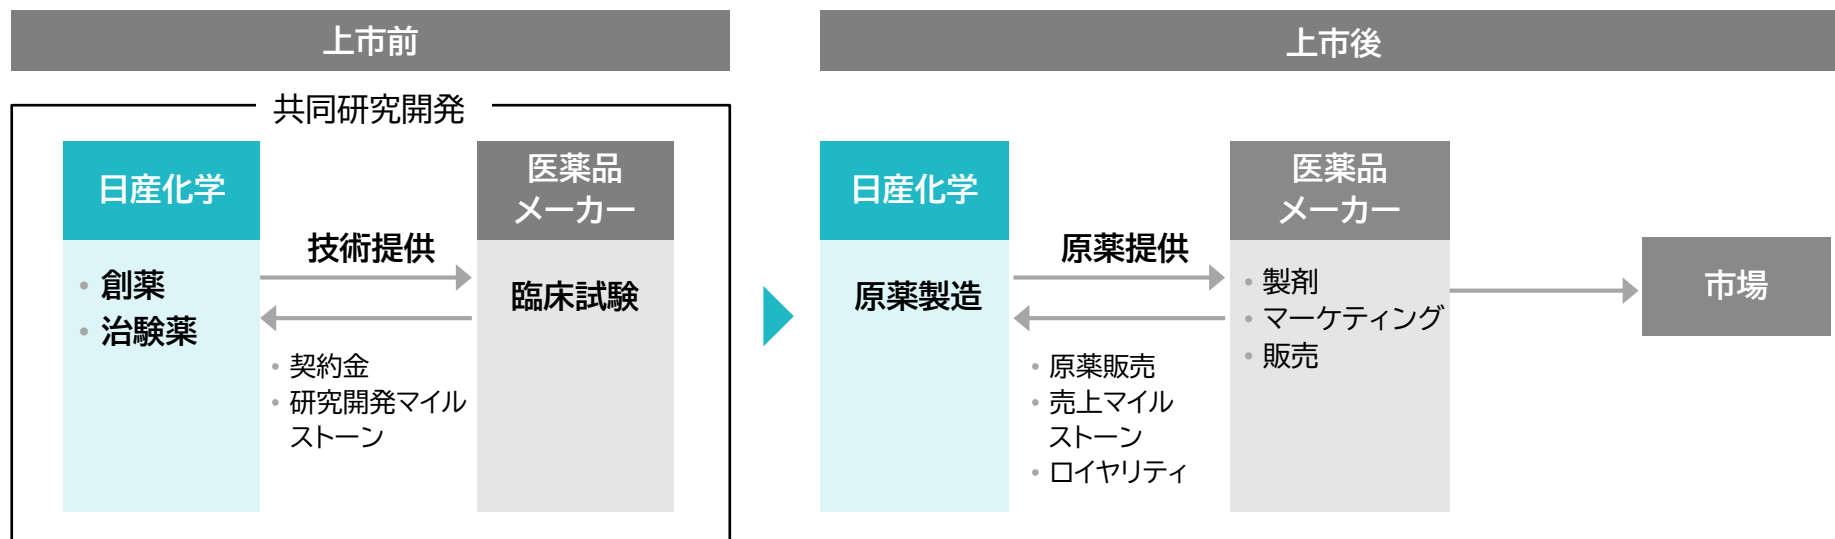 上市前
共同研究開発
日産化学
・創薬
・治験薬
技術提供
・契約金
・研究開発マイル
ストーン
医薬品
メーカー
臨床試験
上市後
日産化学
原薬製造
原薬提供
・原薬販売
・売上マイル
ストーン
・ロイヤリティ
医薬品
メーカー
・製剤
・マーケティング
・販売
市場